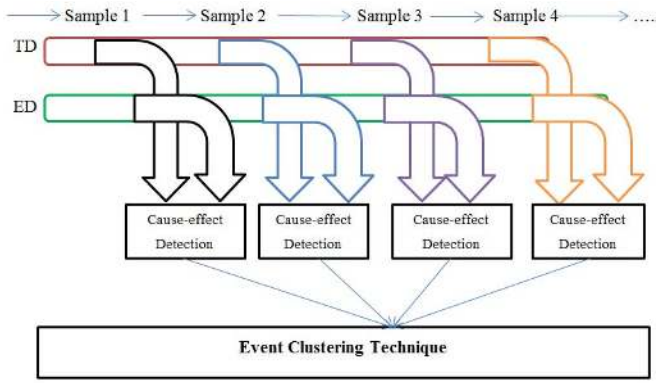 Sample 1 Sample 2 Sample 3 Sample 4 .....
TD
ED
Cause-effect
Detection
Cause-effect
Detection
Cause-effect
Detection
Cause-effect
Detection
Event Clustering Technique